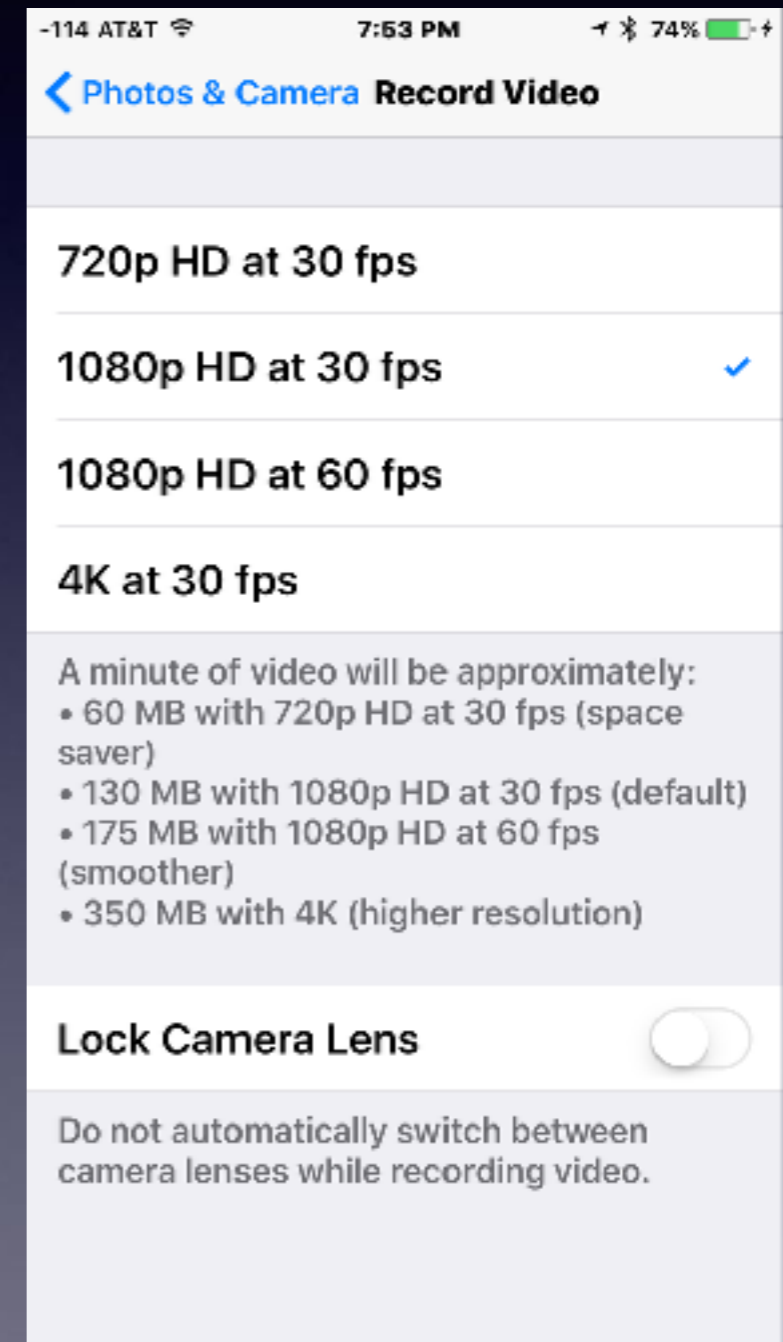 -114 AT&T 7:53 PM 74%
Photos & Camera Record Video
720p HD at 30 fps
1080p HD at 30 fps
1080p HD at 60 fps
4K at 30 fps
A minute of video will be approximately:
• 60 MB with 720p HD at 30 fps (space
saver)
• 130 MB with 1080p HD at 30 fps (default)
• 175 MB with 1080p HD at 60 fps
(smoother)
• 350 MB with 4K (higher resolution)
Lock Camera Lens
Do not automatically switch between
camera lenses while recording video.